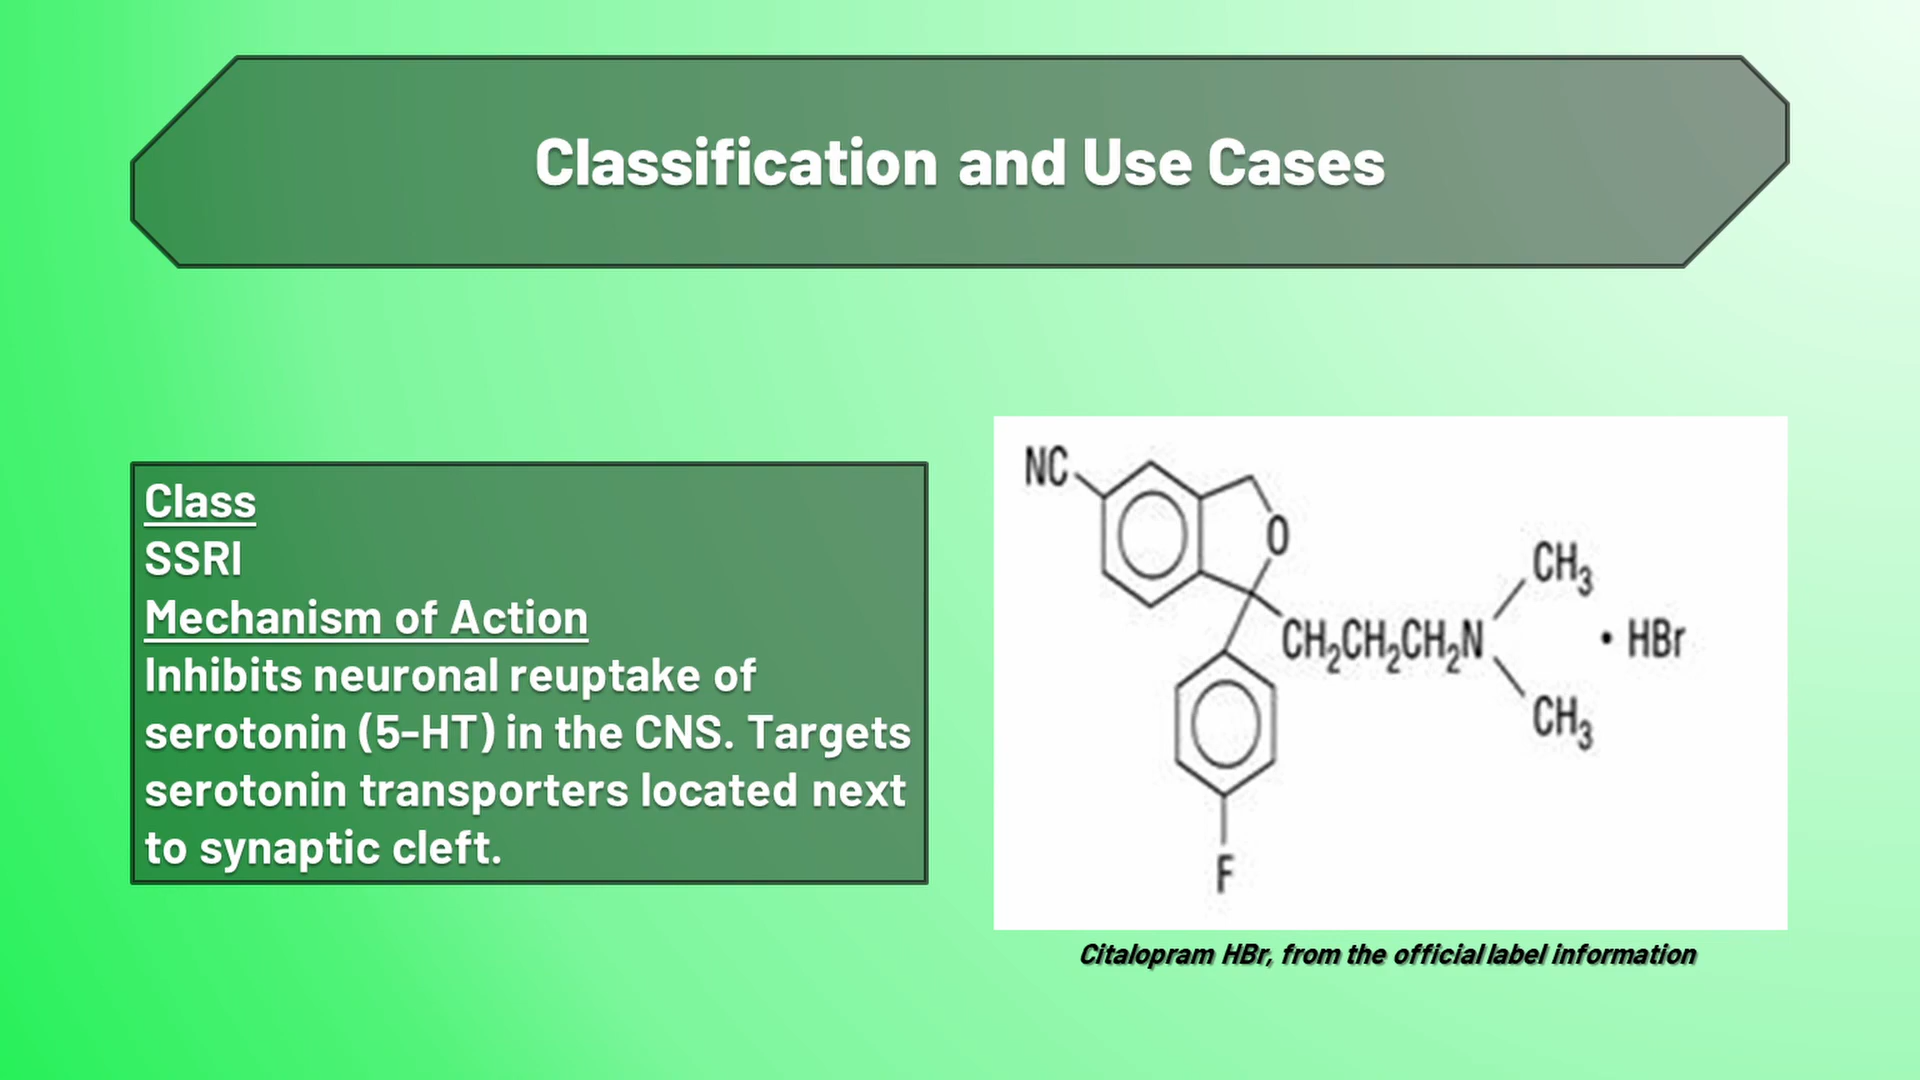 Classification and Use Cases
Class
SSRI
Mechanism of Action
Inhibits neuronal reuptake of
serotonin (5-HT) in the CNS. Targets
serotonin transporters located next
to synaptic cleft.
NC
O
CH3
CH2CH2CH2N
• HBr
CH3
F
Citalopram HBr, from the official label information